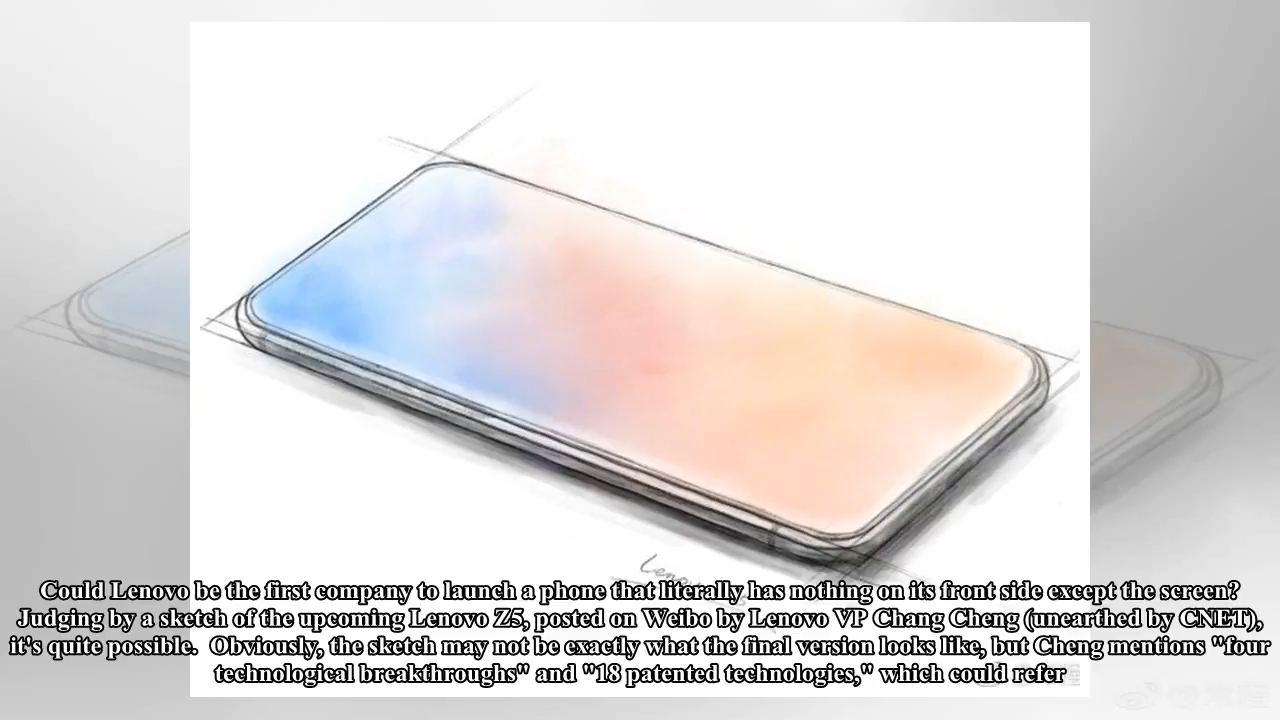 Lenovo
Could Lenovo be the first company to launch a phone that literally has nothing on its front side except the screen?
Judging by a sketch of the upcoming Lenovo Z5, posted on Weibo by Lenovo VP Chang Cheng (unearthed by CNET),
it's quite possible.  Obviously, the sketch may not be exactly what the final version looks like, but Cheng mentions "four
technological breakthroughs" and "18 patented technologies," which could refer